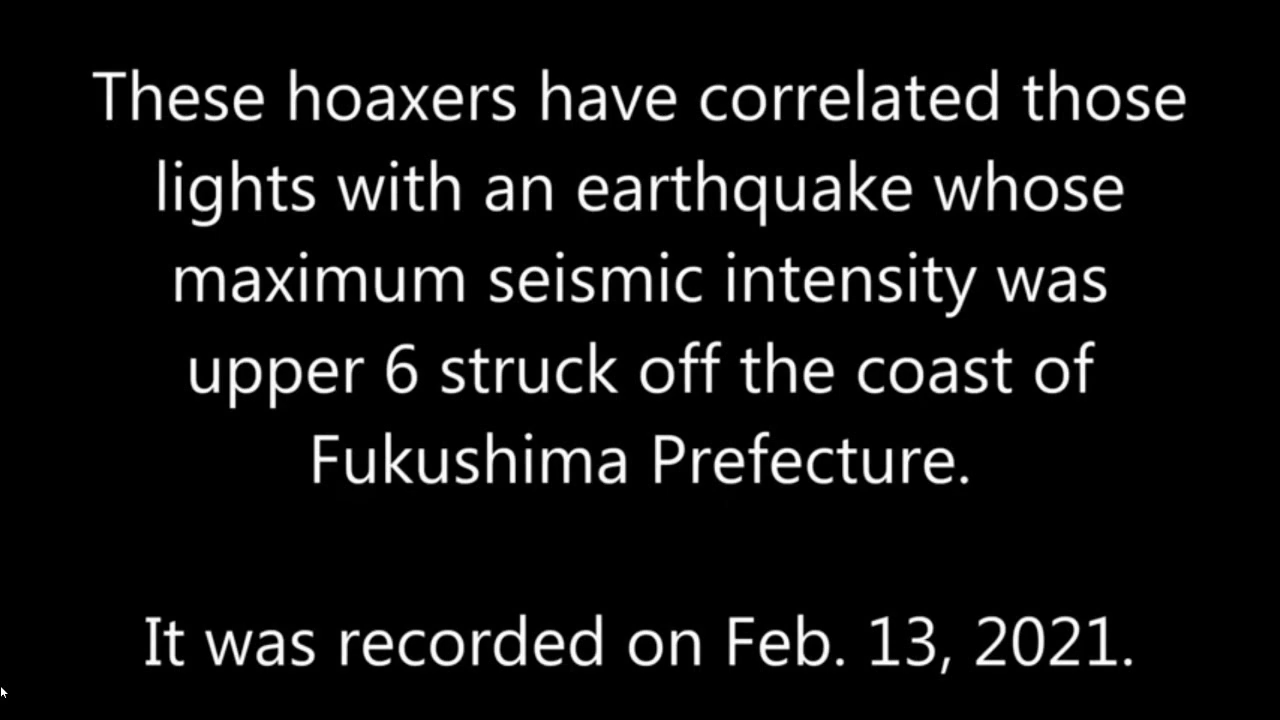 These hoaxers have correlated those
lights with an earthquake whose
maximum seismic intensity was
upper 6 struck off the coast of
Fukushima Prefecture.
It was recorded on Feb. 13, 2021.